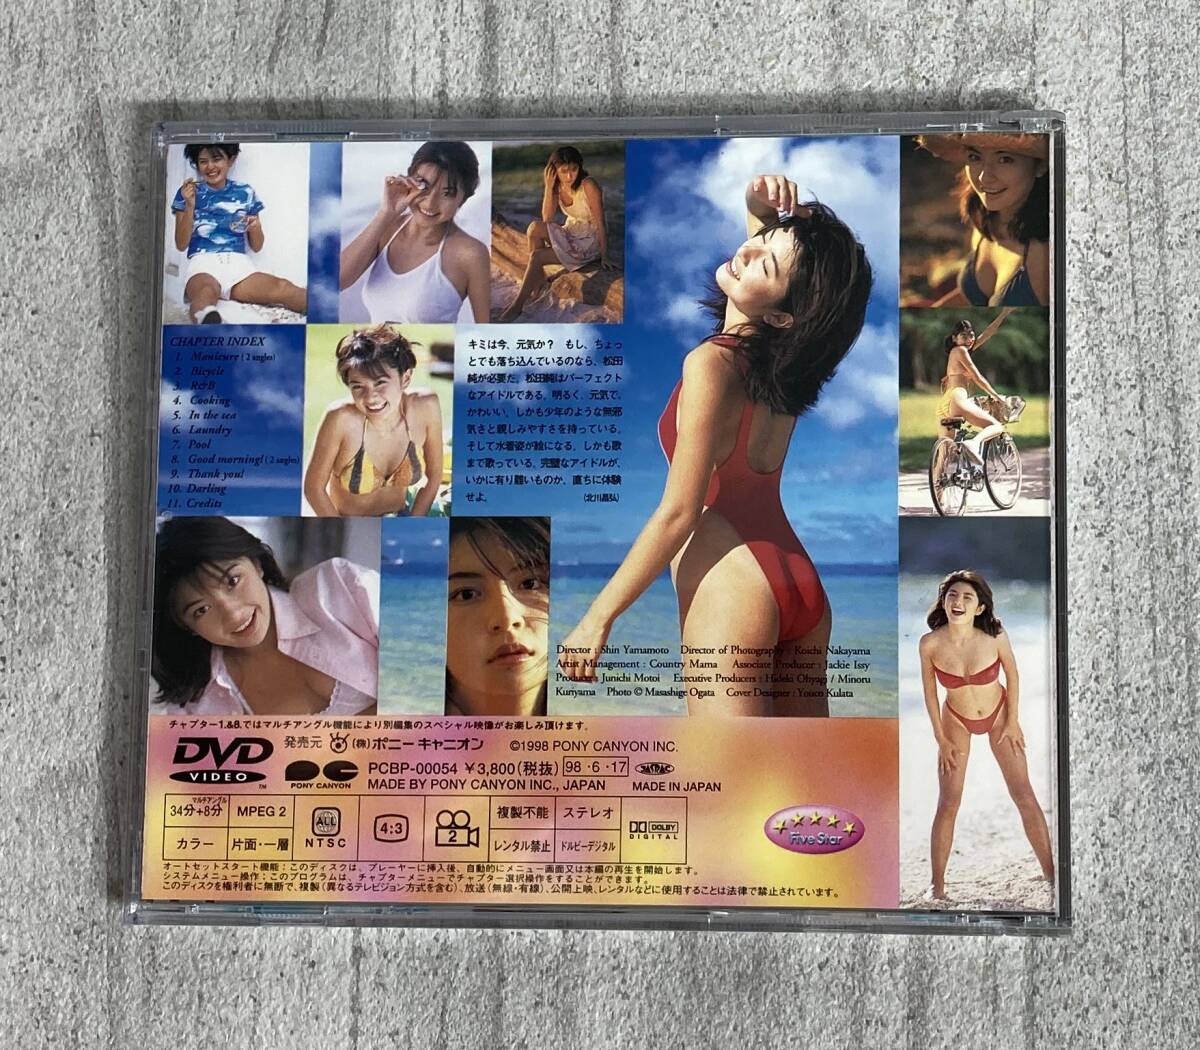 CHAPTER INDEX
1. Manicure (2 angles)
2. Bicycle
3. R&B
4. Cooking
5. In the sea
6. Laundry
7. Pool
8. Good morning! (2 angles)
9. Thank you!
10. Darling
11. Credits
キミは今、元気か? もし、ちょっ
とでも落ち込んでいるのなら、松田
純が必要だ。松田純はパーフェクト
なアイドルである。明るく、元気で、
かわいい、しかも少年のような無邪
気さと親しみやすさを持っている。
そして水着姿が絵になる。しかも歌
まで歌っている。完璧なアイドルが、
いかに有り難いものか、直ちに体験
せよ。 (北川昌弘)
Director : Shin Yamamoto Director of Photography : Koichi Nakayama
Artist Management : Country Mama Associate Producer : Jackie Issy
Producer : Junichi Motoi Executive Producers : Hideki Ohyagi / Minoru
Kuriyama Photo © Masashige Ogata Cover Designer : Youco Kulata
チャプター1.&8.ではマルチアングル機能により別編集のスペシャル映像がお楽しみ頂けます。
DVD
VIDEO
TM
発売元 (株)ポニーキャニオン ©1998 PONY CANYON INC.
PONY CANYON
PCBP-00054 ¥3,800(税抜) 98・6・17
MADE BY PONY CANYON INC., JAPAN MADE IN JAPAN
マルチアングル
34分+8分 MPEG 2
カラー 片面・一層
ALL
NTSC
4:3
2
複製不能 ステレオ
レンタル禁止 ドルビーデジタル
DOLBY
DIGITAL
Five Star
オートセットスタート機能:このディスクは、プレーヤーに挿入後、自動的にメニュー画面又は本編の再生を開始します。
システムメニュー操作:このプログラムは、チャプターメニューでチャプター選択操作をすることができます。
このディスクを権利者に無断で、複製(異なるテレビジョン方式を含む)、放送(無線・有線)、公開上映、レンタルなどに使用することは法律で禁止されています。